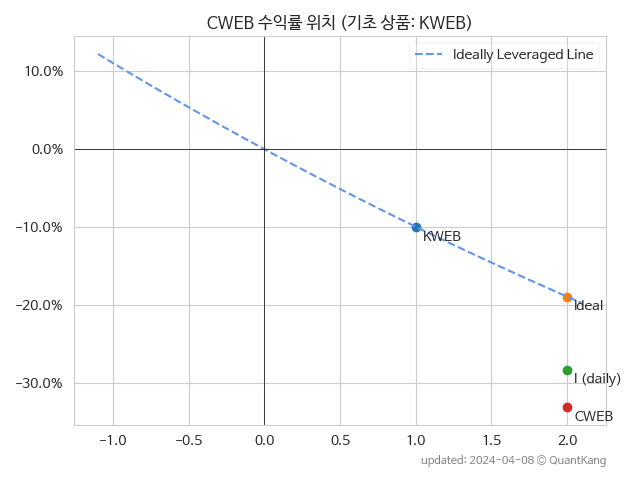 CWEB 수익률 위치 (기초 상품: KWEB)
Ideally Leveraged Line
10.0%
0.0%
−10.0%
−20.0%
−30.0%
KWEB
Ideal
I (daily)
CWEB
−1.0 −0.5 0.0 0.5 1.0 1.5 2.0
updated: 2024-04-08 © QuantKang